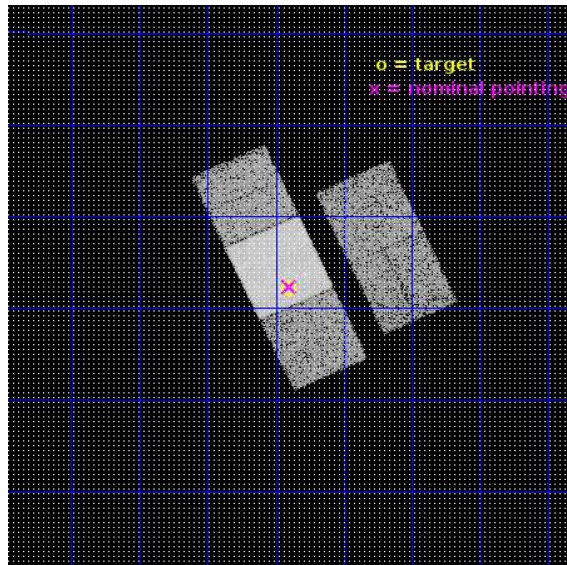 o = target
x = nominal pointing